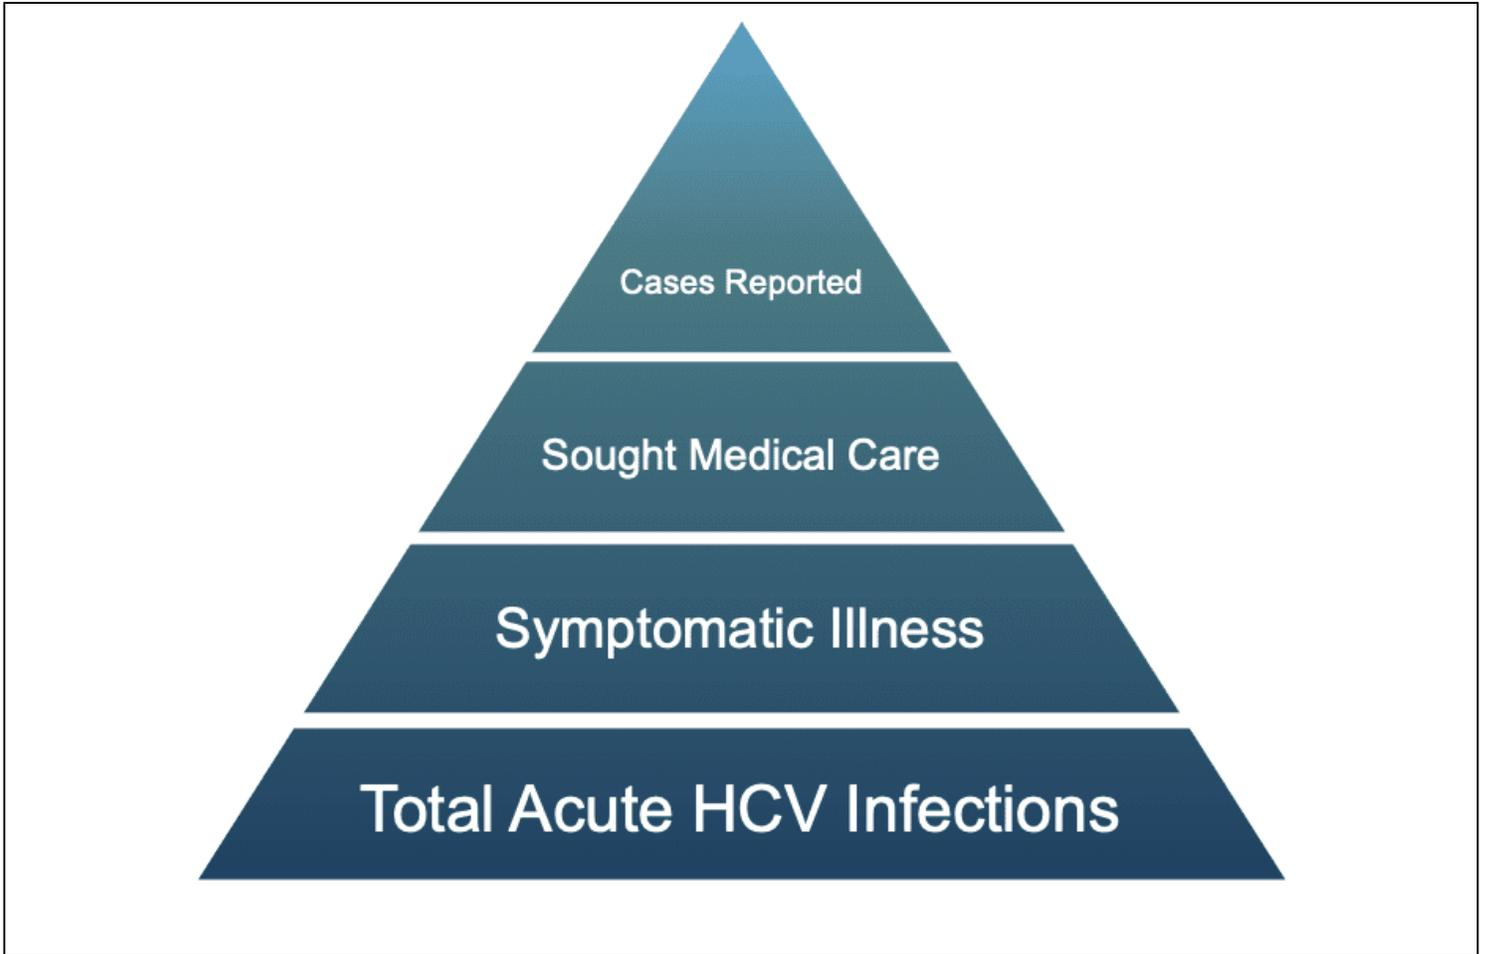 Cases Reported
Sought Medical Care
Symptomatic Illness
Total Acute HCV Infections